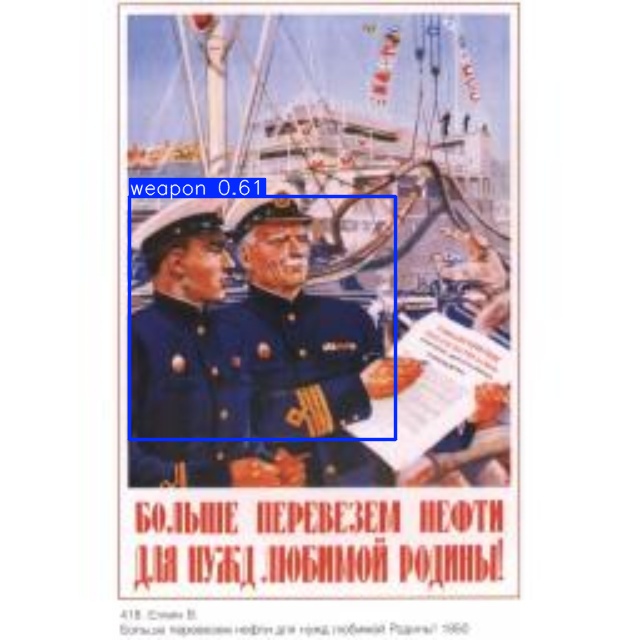 weapon 0.61
БОЛЬШЕ ПЕРЕВЕЗЕМ НЕФТИ
ДЛЯ НУЖД ЛЮБИМОЙ РОДИНЫ!
418. Елкин В.
Больше перевезем нефти для нужд любимой Родины! 1950